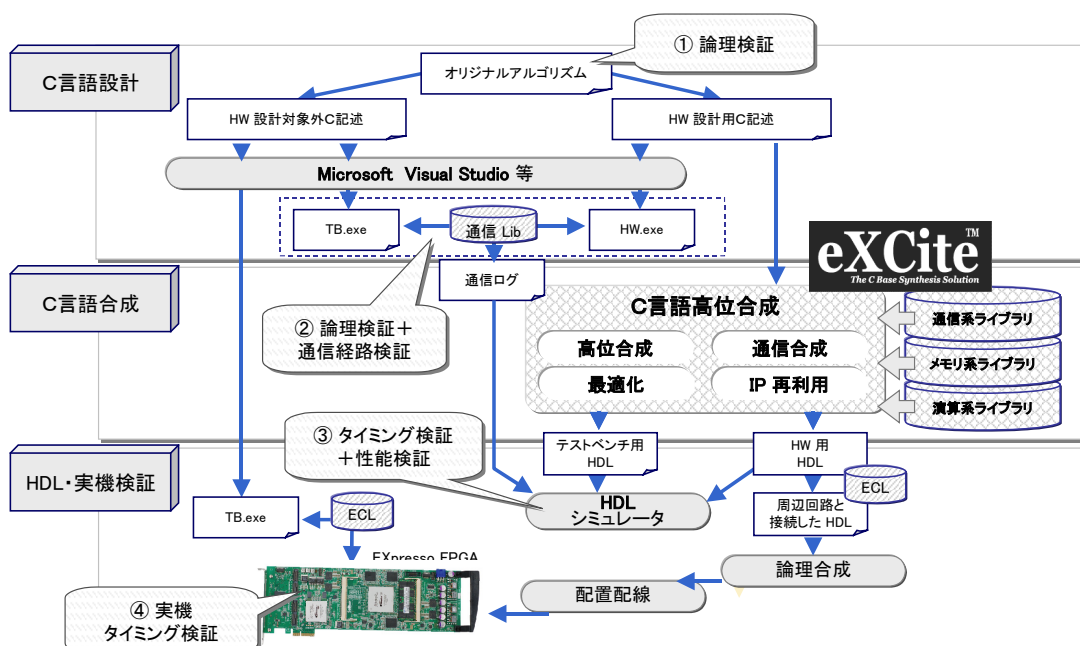 ① 論理検証
C言語設計
オリジナルアルゴリズム
HW 設計対象外C記述
HW 設計用C記述
Microsoft Visual Studio 等
TB.exe
通信 Lib
HW.exe
eXCite™
The C Base Synthesis Solution
C言語合成
通信ログ
C言語高位合成
通信系ライブラリ
② 論理検証＋
通信経路検証
高位合成
通信合成
メモリ系ライブラリ
最適化
IP 再利用
演算系ライブラリ
③ タイミング検証
＋性能検証
テストベンチ用
HDL
HW 用
HDL
HDL・実機検証
ECL
TB.exe
ECL
HDL
シミュレータ
周辺回路と
接続した HDL
EXpresso FPGA
論理合成
配置配線
④ 実機
タイミング検証